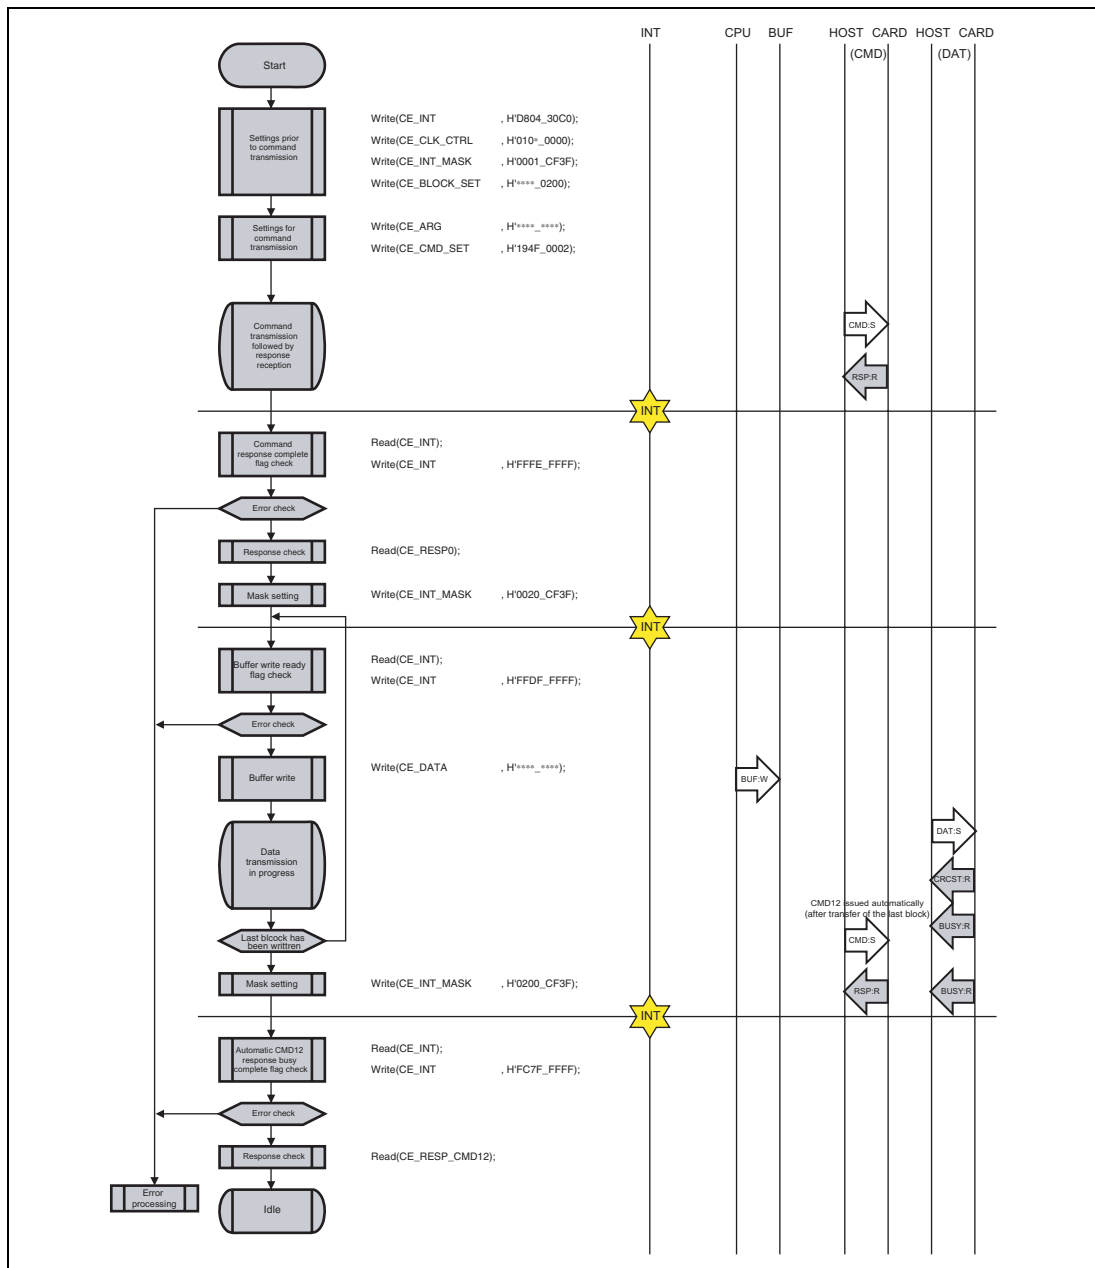 INT CPU BUF HOST CARD HOST CARD
(CMD) (DAT)
Start
Settings prior
to command
transmission
Write(CE_INT , H'D804_30C0);
Write(CE_CLK_CTRL , H'010*_0000);
Write(CE_INT_MASK , H'0001_CF3F);
Write(CE_BLOCK_SET , H'****_0200);
Settings for
command
transmission
Write(CE_ARG , H'****_****);
Write(CE_CMD_SET , H'194F_0002);
Command
transmission
followed by
response
reception
CMD:S
RSP:R
INT
Command
response complete
flag check
Read(CE_INT);
Write(CE_INT , H'FFFE_FFFF);
Error check
Response check
Read(CE_RESP0);
Mask setting
Write(CE_INT_MASK , H'0020_CF3F);
INT
Buffer write ready
flag check
Read(CE_INT);
Write(CE_INT , H'FFDF_FFFF);
Error check
Buffer write
Write(CE_DATA , H'****_****);
BUF:W
Data
transmission
in progress
DAT:S
CRCST:R
CMD12 issued automatically
(after transfer of the last block)
BUSY:R
Last blcock has
been writtren
CMD:S
Mask setting
Write(CE_INT_MASK , H'0200_CF3F);
RSP:R
BUSY:R
INT
Automatic CMD12
response busy
complete flag check
Read(CE_INT);
Write(CE_INT , H'FC7F_FFFF);
Error check
Response check
Read(CE_RESP_CMD12);
Error
processing
Idle